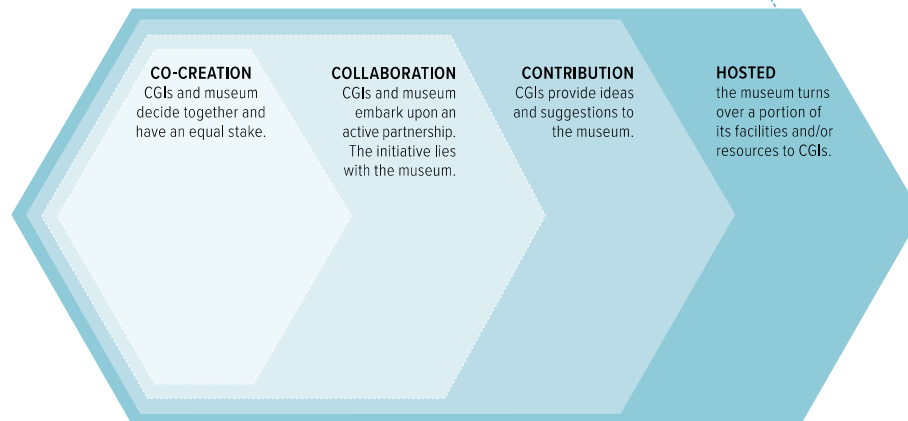 CO-CREATION
CGIs and museum
decide together and
have an equal stake.
COLLABORATION
CGIs and museum
embark upon an
active partnership.
The initiative lies
with the museum.
CONTRIBUTION
CGIs provide ideas
and suggestions to
the museum.
HOSTED
the museum turns
over a portion of
its facilities and/or
resources to CGIs.